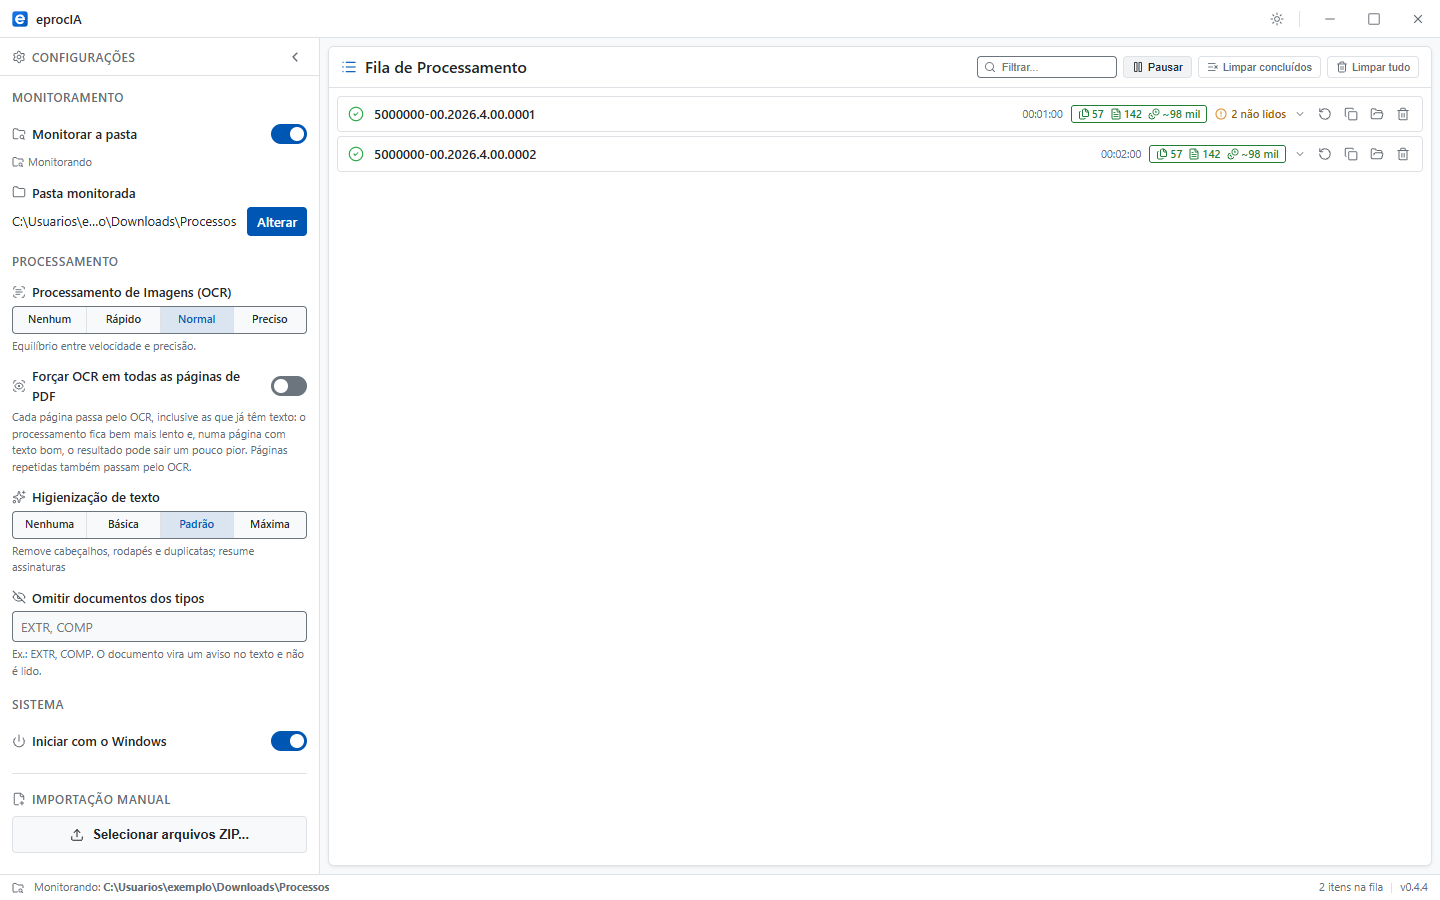 eprocIA
CONFIGURAÇÕES
MONITORAMENTO
Monitorar a pasta
Monitorando
Pasta monitorada
C:\Usuarios\e...o\Downloads\Processos
Alterar
PROCESSAMENTO
Processamento de Imagens (OCR)
Nenhum Rápido Normal Preciso
Equilíbrio entre velocidade e precisão.
Forçar OCR em todas as páginas de
PDF
Cada página passa pelo OCR, inclusive as que já têm texto: o
processamento fica bem mais lento e, numa página com
texto bom, o resultado pode sair um pouco pior. Páginas
repetidas também passam pelo OCR.
Higienização de texto
Nenhuma Básica Padrão Máxima
Remove cabeçalhos, rodapés e duplicatas; resume
assinaturas
Omitir documentos dos tipos
EXTR, COMP
Ex.: EXTR, COMP. O documento vira um aviso no texto e não
é lido.
SISTEMA
Iniciar com o Windows
IMPORTAÇÃO MANUAL
Selecionar arquivos ZIP...
Fila de Processamento
Filtrar...
Pausar
Limpar concluídos
Limpar tudo
5000000-00.2026.4.00.0001 00:01:00 57 142 ~98 mil 2 não lidos
5000000-00.2026.4.00.0002 00:02:00 57 142 ~98 mil
Monitorando: C:\Usuarios\exemplo\Downloads\Processos
2 itens na fila v0.4.4